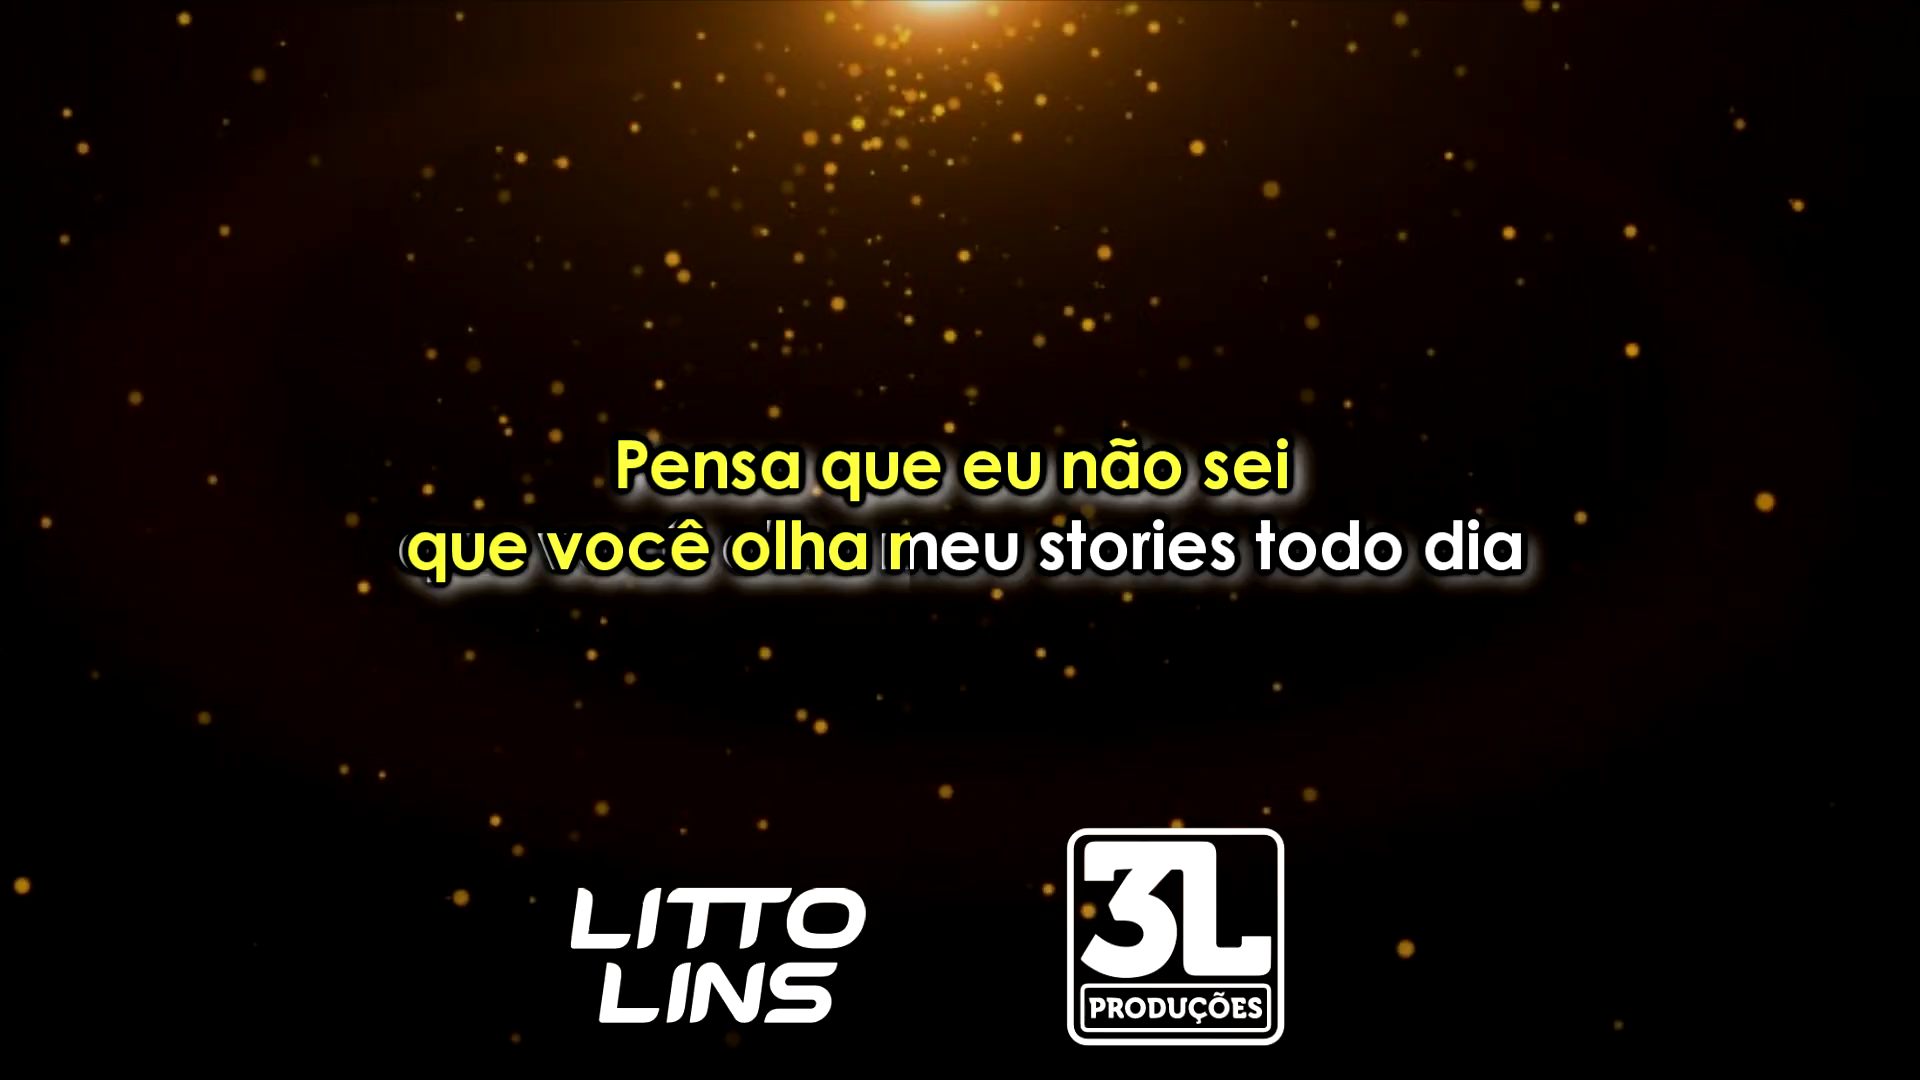 Pensa que eu não sei
que você olha meu stories todo dia
LITTO
LINS
3L
PRODUÇÕES